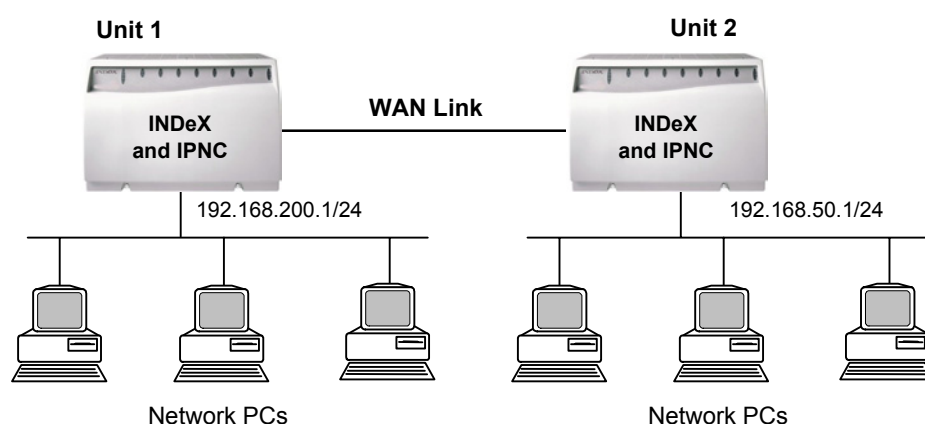 Unit 1
Unit 2
WAN Link
INDeX
and IPNC
INDeX
and IPNC
192.168.200.1/24
192.168.50.1/24
Network PCs
Network PCs